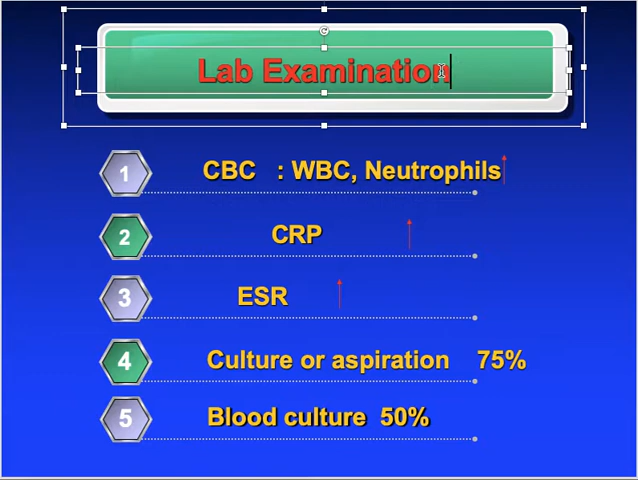 Lab Examination
1 CBC : WBC, Neutrophils↑
2 CRP ↑
3 ESR ↑
4 Culture or aspiration 75%
5 Blood culture 50%